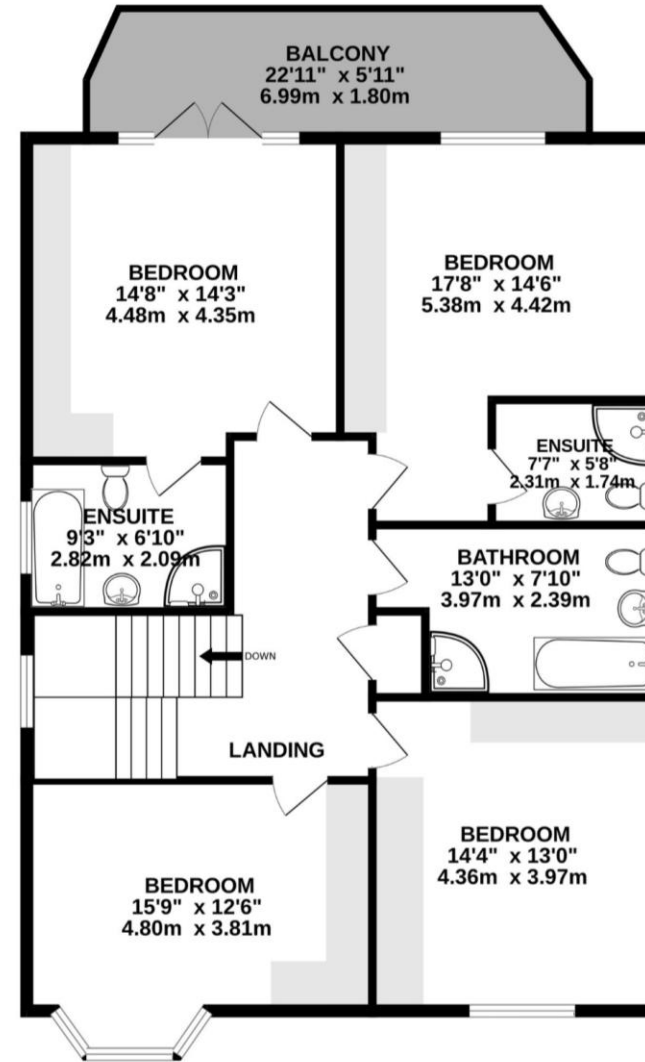 BALCONY
22'11" x 5'11"
6.99m x 1.80m
BEDROOM
14'8" x 14'3"
4.48m x 4.35m
BEDROOM
17'8" x 14'6"
5.38m x 4.42m
ENSUITE
7'7" x 5'8"
2.31m x 1.74m
ENSUITE
9'3" x 6'10"
2.82m x 2.09m
BATHROOM
13'0" x 7'10"
3.97m x 2.39m
DOWN
LANDING
BEDROOM
14'4" x 13'0"
4.36m x 3.97m
BEDROOM
15'9" x 12'6"
4.80m x 3.81m